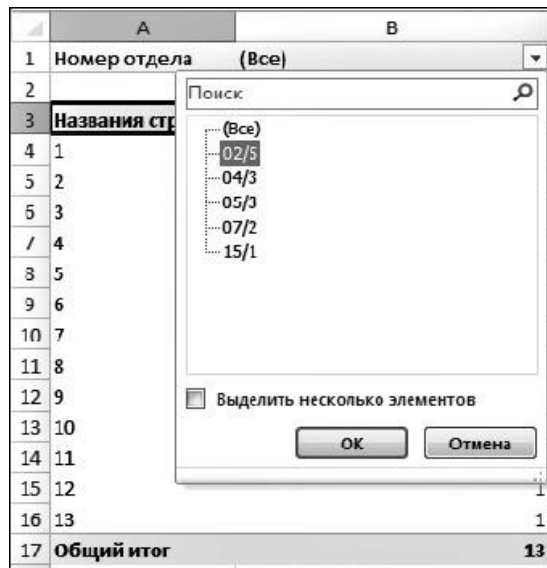 A B
1 Номер отдела (Все)
2 Поиск
3 Названия стр
(Все)
4 1
02/5
5 2
04/3
6 3
05/3
7 4
07/2
15/1
8 5
9 6
10 7
11 8
12 9
Выделить несколько элементов
13 10
ОК Отмена
14 11
15 12 1
16 13 1
17 Общий итог 13